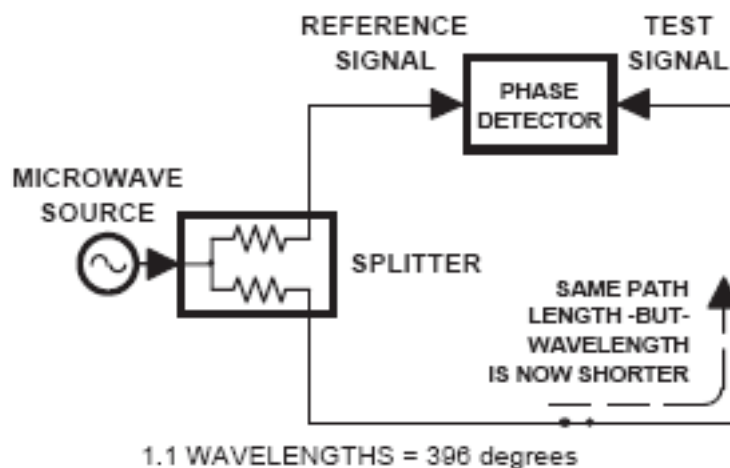 REFERENCE
SIGNAL
TEST
SIGNAL
PHASE
DETECTOR
MICROWAVE
SOURCE
SPLITTER
SAME PATH
LENGTH -BUT-
WAVELENGTH
IS NOW SHORTER
1.1 WAVELENGTHS = 396 degrees